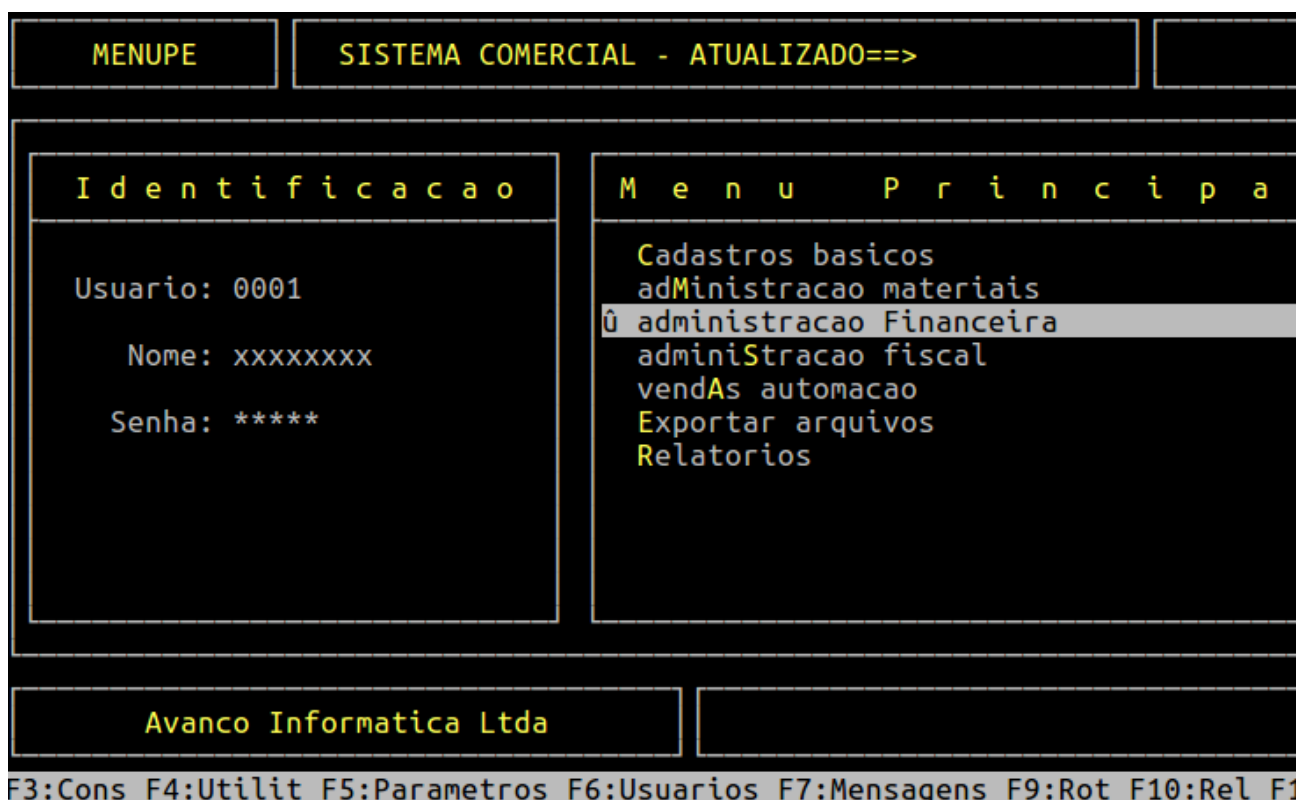 MENUPE
SISTEMA COMERCIAL - ATUALIZADO==>
I d e n t i f i c a c a o
Usuario: 0001
Nome: xxxxxxxx
Senha: *****
M e n u P r i n c i p a
Cadastros basicos
adMinistracao materiais
û administracao Financeira
adminiStracao fiscal
vendAs automacao
Exportar arquivos
Relatorios
Avanco Informatica Ltda
F3:Cons F4:Utilit F5:Parametros F6:Usuarios F7:Mensagens F9:Rot F10:Rel F1